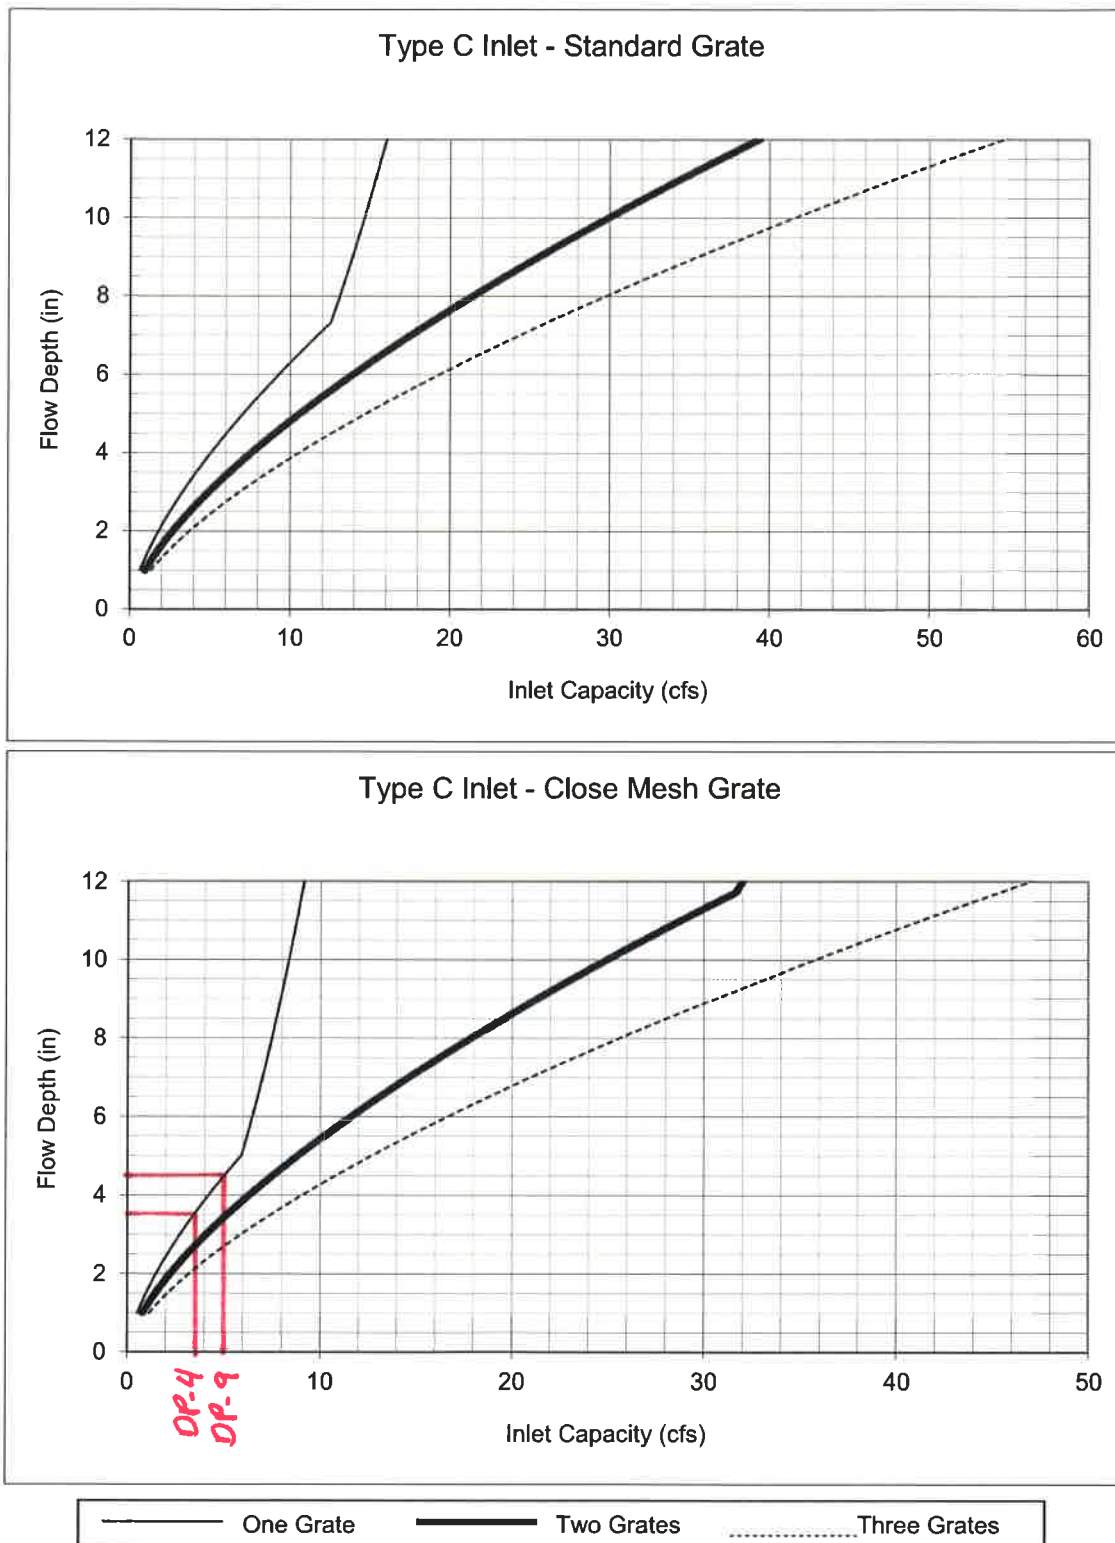 Type C Inlet - Standard Grate
12
10
8
6
4
2
0
Flow Depth (in)
0 10 20 30 40 50 60
Inlet Capacity (cfs)
Type C Inlet - Close Mesh Grate
12
10
8
6
4
2
0
Flow Depth (in)
0 10 20 30 40 50
DP-4
DP-9
Inlet Capacity (cfs)
One Grate Two Grates Three Grates